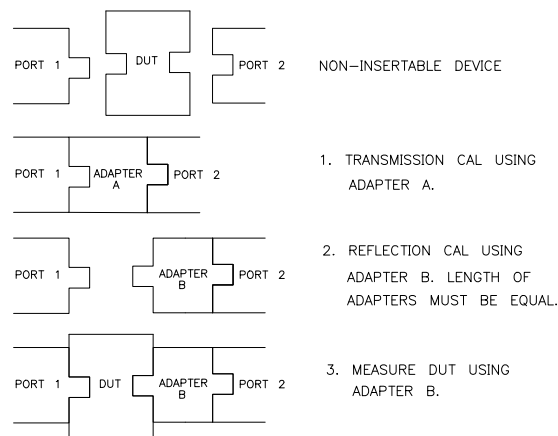 PORT 1 DUT PORT 2 NON-INSERTABLE DEVICE
PORT 1 ADAPTER A PORT 2
1. TRANSMISSION CAL USING
ADAPTER A.
PORT 1 ADAPTER B PORT 2
2. REFLECTION CAL USING
ADAPTER B. LENGTH OF
ADAPTERS MUST BE EQUAL.
PORT 1 DUT ADAPTER B PORT 2
3. MEASURE DUT USING
ADAPTER B.